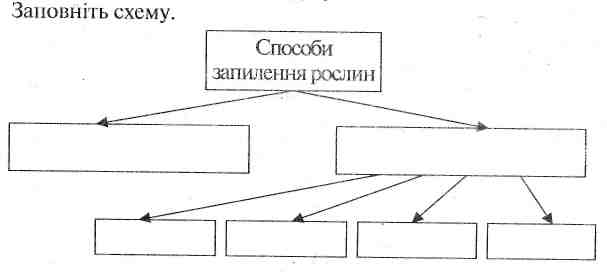 Заповніть схему.
Способи
запилення рослин